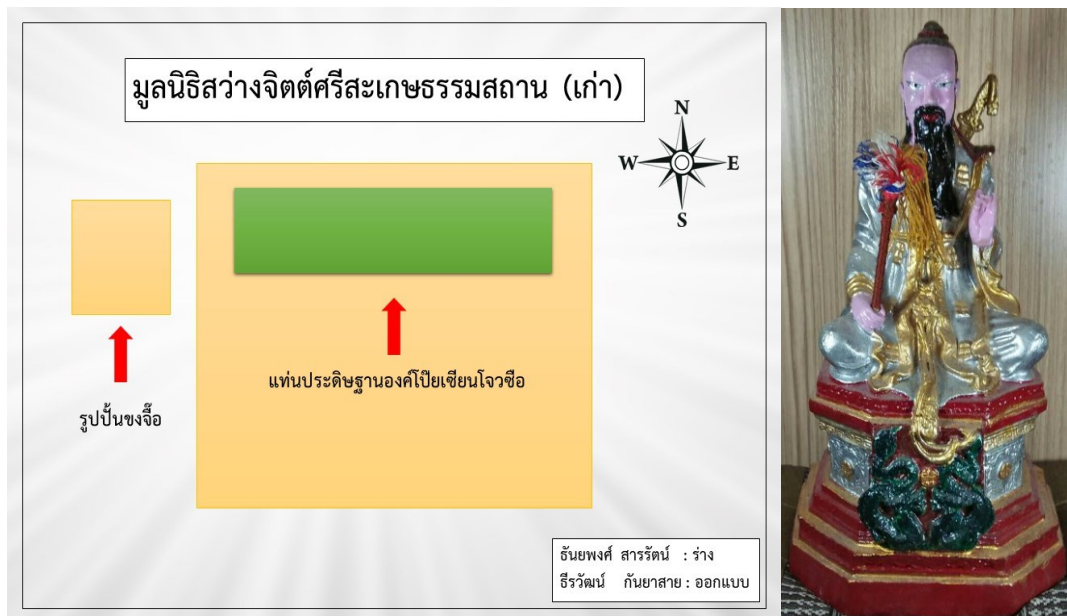 มูลนิธิสว่างจิตต์ศรีสะเกษธรรมสถาน (เก่า)
N
W E
S
แท่นประดิษฐานองค์โป๊ยเซียนโจวซือ
รูปปั้นขงจื๊อ
ธันยพงศ์ สารรัตน์ : ร่าง
ธีรวัฒน์ กันยาสาย : ออกแบบ